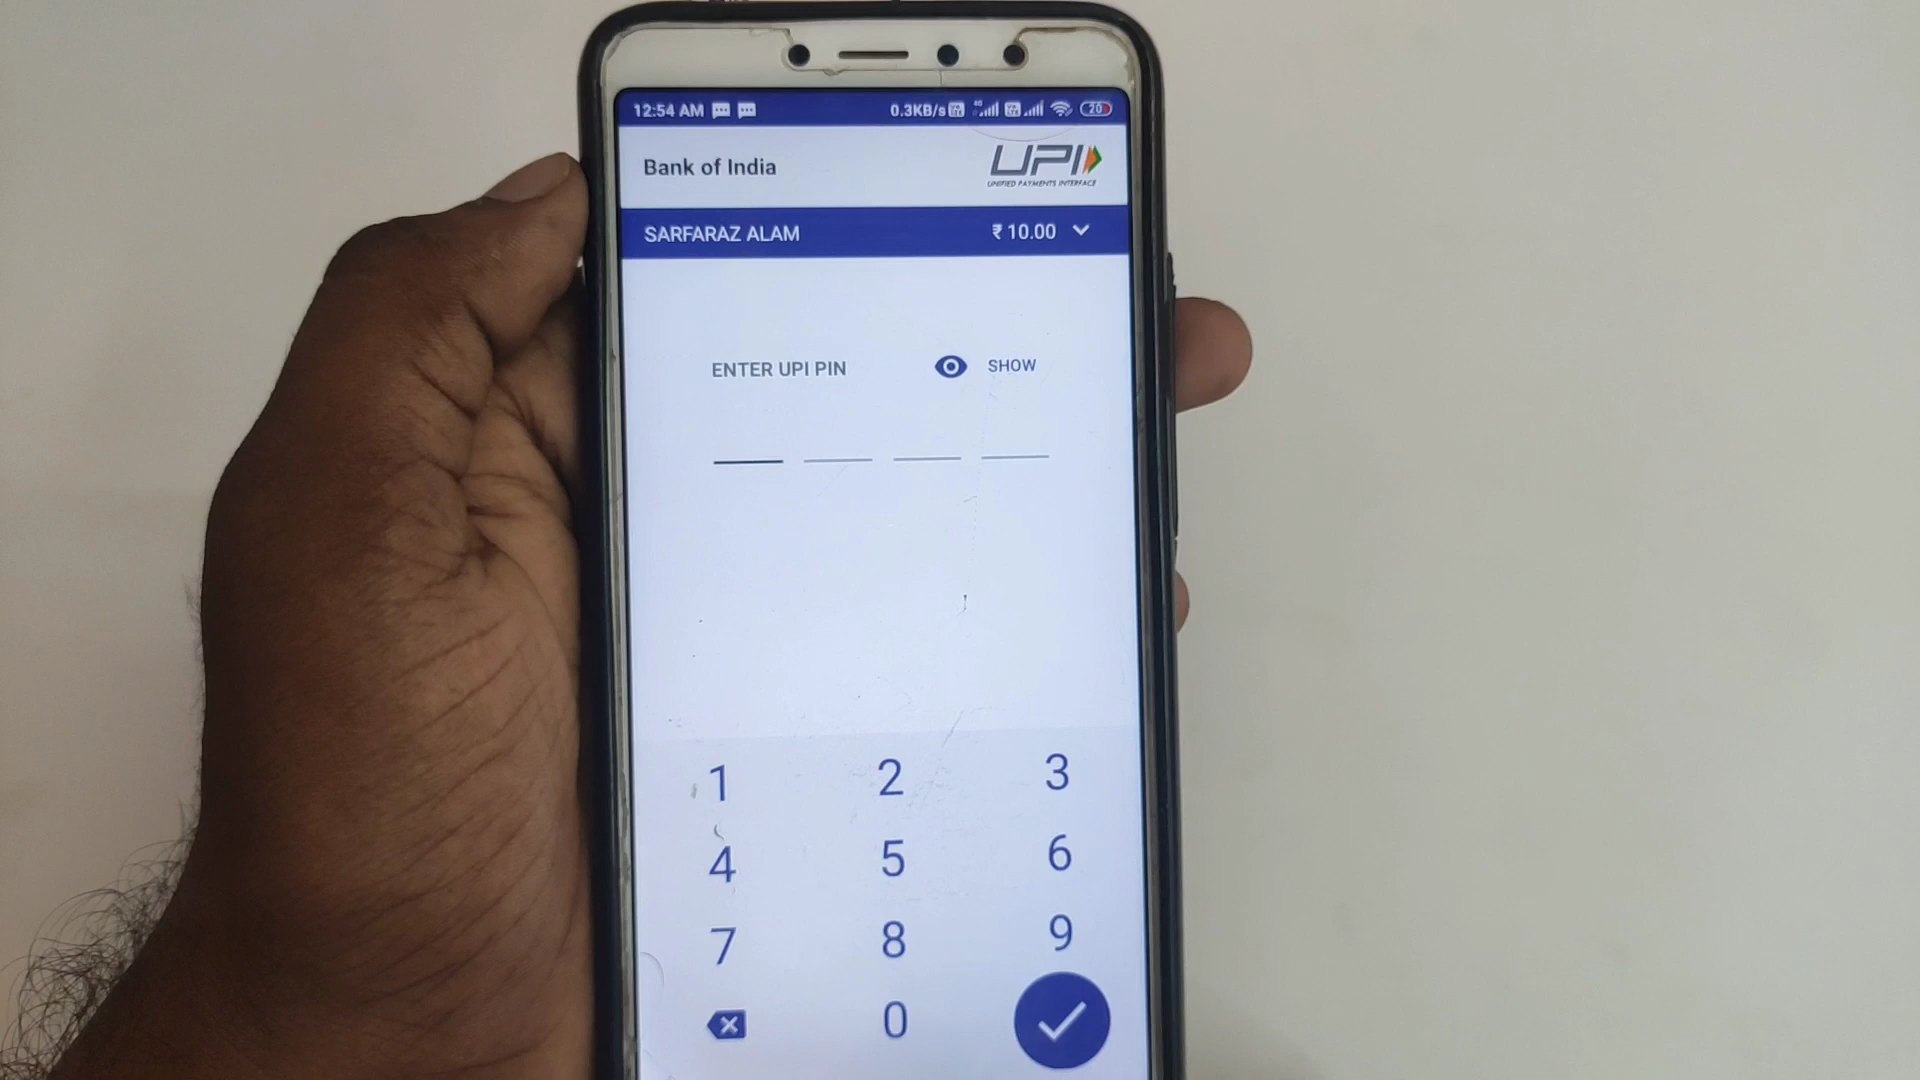 12:54 AM 0.3KB/s 20
Bank of India
UPI
UNIFIED PAYMENTS INTERFACE
SARFARAZ ALAM ₹ 10.00
ENTER UPI PIN SHOW
1 2 3
4 5 6
7 8 9
0